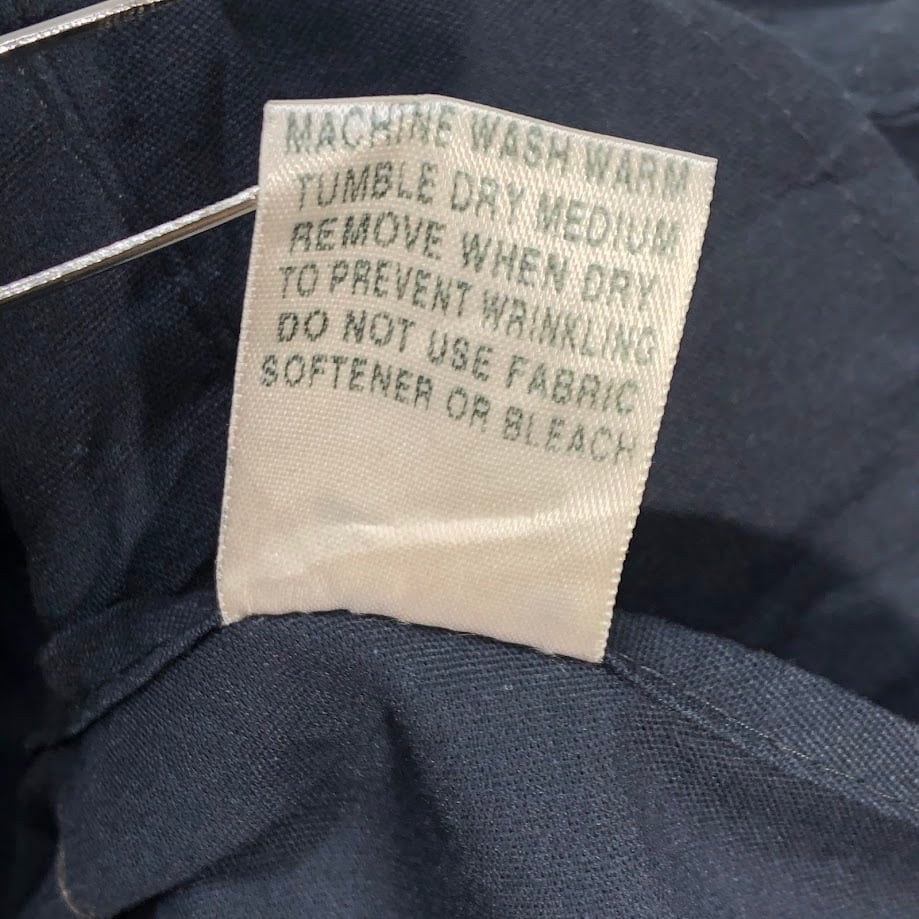 MACHINE WASH WARM
TUMBLE DRY MEDIUM
REMOVE WHEN DRY
TO PREVENT WRINKLING
DO NOT USE FABRIC
SOFTENER OR BLEACH